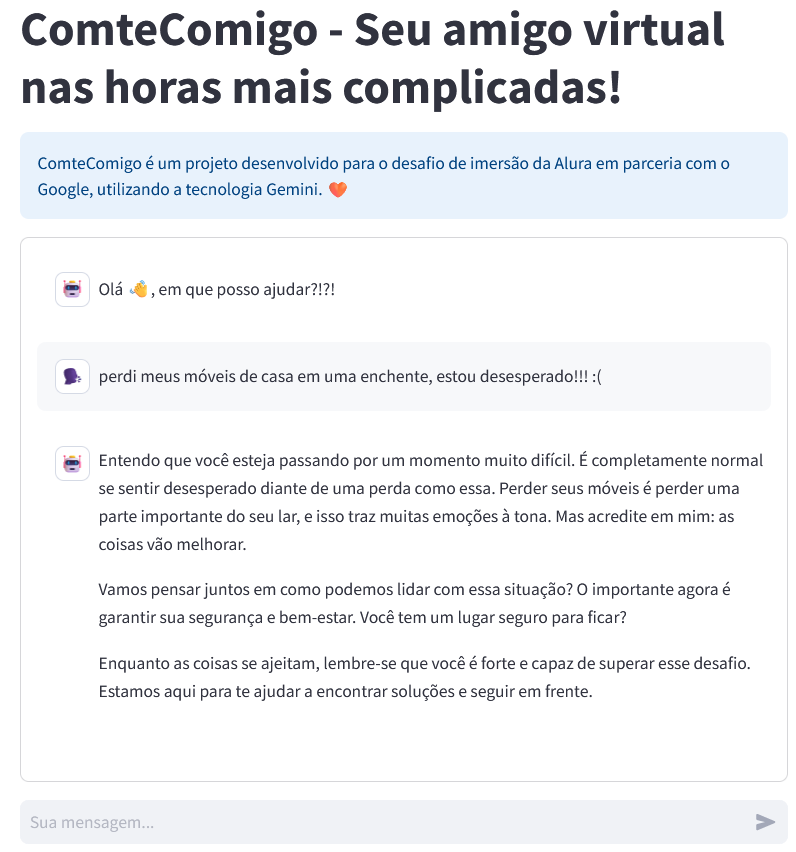 ComteComigo - Seu amigo virtual
nas horas mais complicadas!
ComteComigo é um projeto desenvolvido para o desafio de imersão da Alura em parceria com o
Google, utilizando a tecnologia Gemini. ❤️
Olá 👋, em que posso ajudar?!?!
perdi meus móveis de casa em uma enchente, estou desesperado!!! :(
Entendo que você esteja passando por um momento muito difícil. É completamente normal
se sentir desesperado diante de uma perda como essa. Perder seus móveis é perder uma
parte importante do seu lar, e isso traz muitas emoções à tona. Mas acredite em mim: as
coisas vão melhorar.
Vamos pensar juntos em como podemos lidar com essa situação? O importante agora é
garantir sua segurança e bem-estar. Você tem um lugar seguro para ficar?
Enquanto as coisas se ajeitam, lembre-se que você é forte e capaz de superar esse desafio.
Estamos aqui para te ajudar a encontrar soluções e seguir em frente.
Sua mensagem...